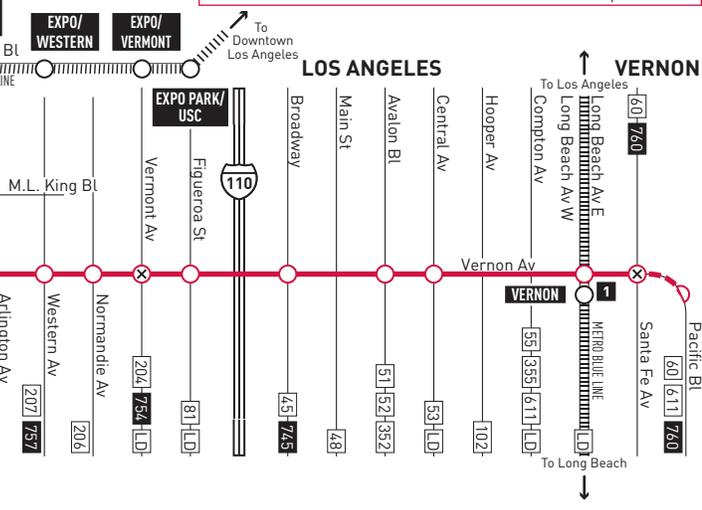 EXPO/
WESTERN
EXPO/
VERMONT
To
Downtown
Los Angeles
Bl
LINE
EXPO PARK/
USC
LOS ANGELES
VERNON
To Los Angeles
Vermont Av
Figueroa St
110
Broadway
Main St
Avalon Bl
Central Av
Hooper Av
Compton Av
Long Beach Av W
Long Beach Av E
60
760
M.L. King Bl
Vernon Av
VERNON
1
Arlington Av
Western Av
Normandie Av
METRO BLUE LINE
Santa Fe Av
Pacific Bl
207 757
206
204 754 LD
81 LD
45 745
48
51 52 352
53 LD
102
55 355 611 LD
LD
60 611 760
To Long Beach